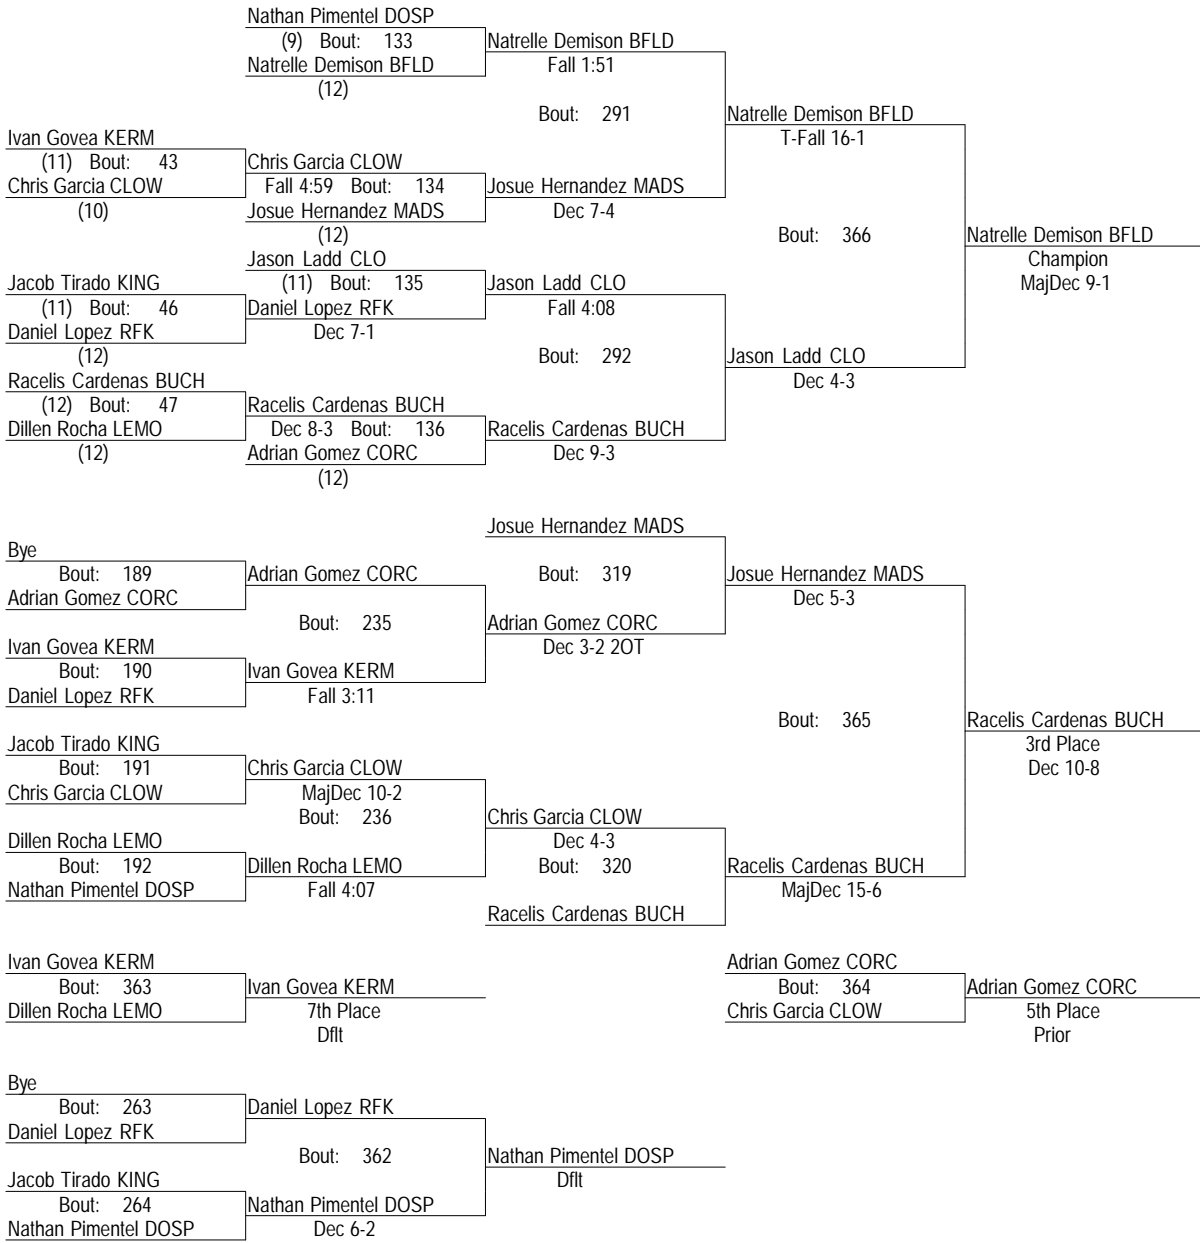 Nathan Pimentel DOSP
(9) Bout: 133
Natrelle Demison BFLD
Natrelle Demison BFLD
(12)
Fall 1:51
Bout: 291
Natrelle Demison BFLD
T-Fall 16-1
Ivan Govea KERM
(11) Bout: 43
Chris Garcia CLOW
(10)
Chris Garcia CLOW
Fall 4:59 Bout: 134
Josue Hernandez MADS
(12)
Josue Hernandez MADS
Dec 7-4
Bout: 366
Natrelle Demison BFLD
Champion
MajDec 9-1
Jason Ladd CLO
(11) Bout: 135
Daniel Lopez RFK
Dec 7-1
Jason Ladd CLO
Fall 4:08
Jacob Tirado KING
(11) Bout: 46
Daniel Lopez RFK
(12)
Bout: 292
Jason Ladd CLO
Dec 4-3
Racelis Cardenas BUCH
(12) Bout: 47
Dillen Rocha LEMO
(12)
Racelis Cardenas BUCH
Dec 8-3 Bout: 136
Adrian Gomez CORC
(12)
Racelis Cardenas BUCH
Dec 9-3
Josue Hernandez MADS
Bye
Bout: 189
Adrian Gomez CORC
Adrian Gomez CORC
Bout: 319
Josue Hernandez MADS
Dec 5-3
Bout: 235
Adrian Gomez CORC
Dec 3-2 2OT
Ivan Govea KERM
Bout: 190
Daniel Lopez RFK
Ivan Govea KERM
Fall 3:11
Bout: 365
Racelis Cardenas BUCH
3rd Place
Dec 10-8
Jacob Tirado KING
Bout: 191
Chris Garcia CLOW
Chris Garcia CLOW
MajDec 10-2
Bout: 236
Chris Garcia CLOW
Dec 4-3
Bout: 320
Dillen Rocha LEMO
Bout: 192
Nathan Pimentel DOSP
Dillen Rocha LEMO
Fall 4:07
Racelis Cardenas BUCH
MajDec 15-6
Racelis Cardenas BUCH
Ivan Govea KERM
Bout: 363
Dillen Rocha LEMO
Ivan Govea KERM
7th Place
Dflt
Adrian Gomez CORC
Bout: 364
Chris Garcia CLOW
Adrian Gomez CORC
5th Place
Prior
Bye
Bout: 263
Daniel Lopez RFK
Daniel Lopez RFK
Bout: 362
Nathan Pimentel DOSP
Dflt
Jacob Tirado KING
Bout: 264
Nathan Pimentel DOSP
Nathan Pimentel DOSP
Dec 6-2